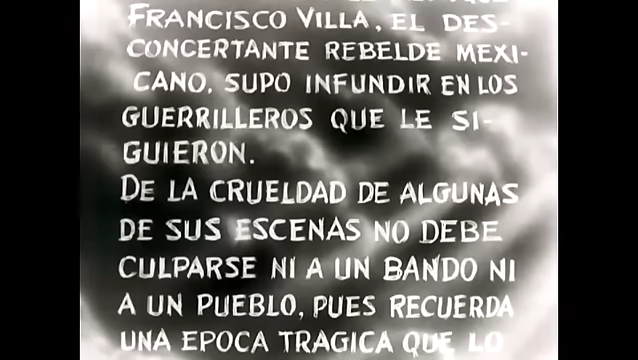 FRANCISCO VILLA, EL DES-
CONCERTANTE REBELDE MEXI-
CANO, SUPO INFUNDIR EN LOS
GUERRILLEROS QUE LE SI-
GUIERON.
DE LA CRUELDAD DE ALGUNAS
DE SUS ESCENAS NO DEBE
CULPARSE NI A UN BANDO NI
A UN PUEBLO, PUES RECUERDA
UNA EPOCA TRAGICA QUE LO